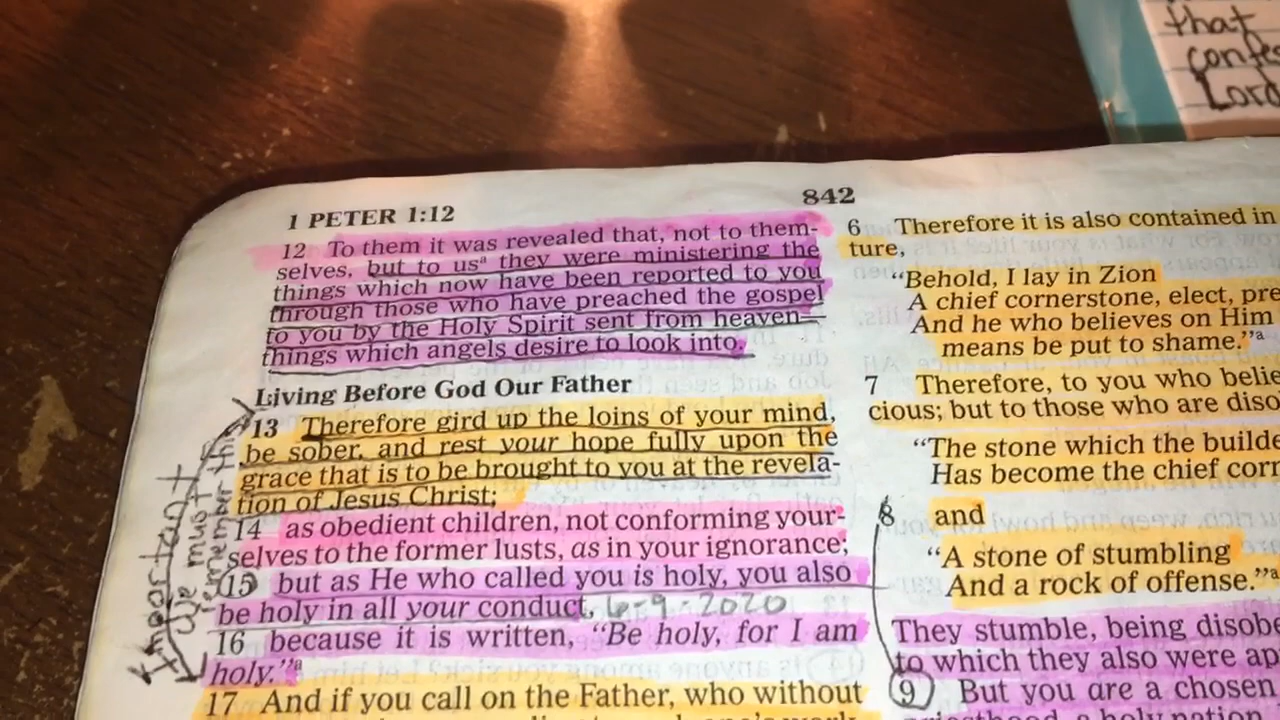 that
Lord
1 PETER 1:12
842
12 To them it was revealed that, not to them-
selves, but to usᵃ they were ministering the
things which now have been reported to you
through those who have preached the gospel
to you by the Holy Spirit sent from heaven—
things which angels desire to look into.
Living Before God Our Father
13 Therefore gird up the loins of your mind,
be sober, and rest your hope fully upon the
grace that is to be brought to you at the revela-
tion of Jesus Christ;
14 as obedient children, not conforming your-
selves to the former lusts, as in your ignorance;
15 but as He who called you is holy, you also
be holy in all your conduct, 6-9-2020
16 because it is written, “Be holy, for I am
holy.”ᵃ
17 And if you call on the Father, who without
Important
We must
remember this
6 Therefore it is also contained in
ture,
“Behold, I lay in Zion
A chief cornerstone, elect, pre
And he who believes on Him
means be put to shame.”ᵃ
7 Therefore, to you who belie
cious; but to those who are diso
“The stone which the builde
Has become the chief corn
8 and
“A stone of stumbling
And a rock of offense.”ᵃ
They stumble, being disobe
to which they also were ap
9 But you are a chosen
a holy nation